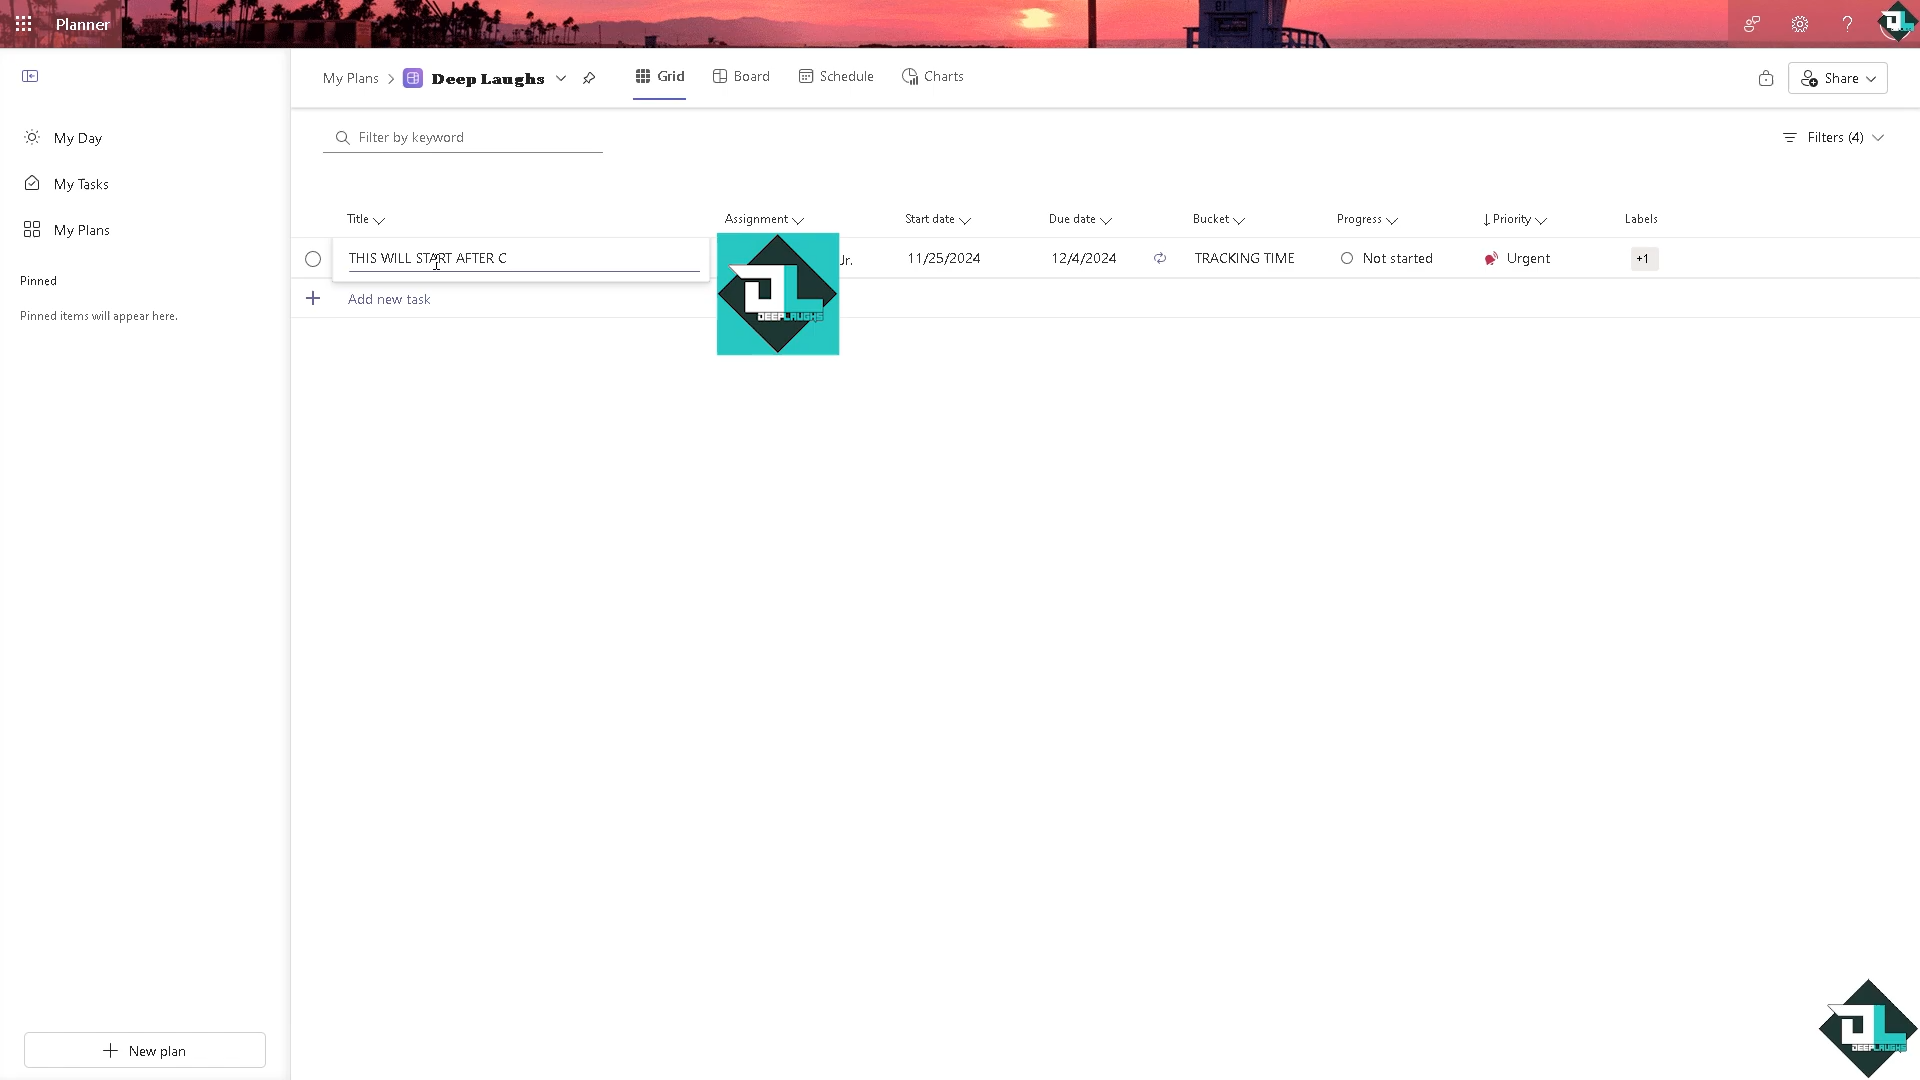 Planner
My Plans
Deep Laughs
Grid
Board
Schedule
Charts
Share
My Day
My Tasks
My Plans
Pinned
Pinned items will appear here.
Filter by keyword
Filters (4)
Title
Assignment
Start date
Due date
Bucket
Progress
Priority
Labels
THIS WILL START AFTER C
Jr.
11/25/2024
12/4/2024
TRACKING TIME
Not started
Urgent
+1
Add new task
DEEPLAUGHS
New plan
DEEPLAUGHS